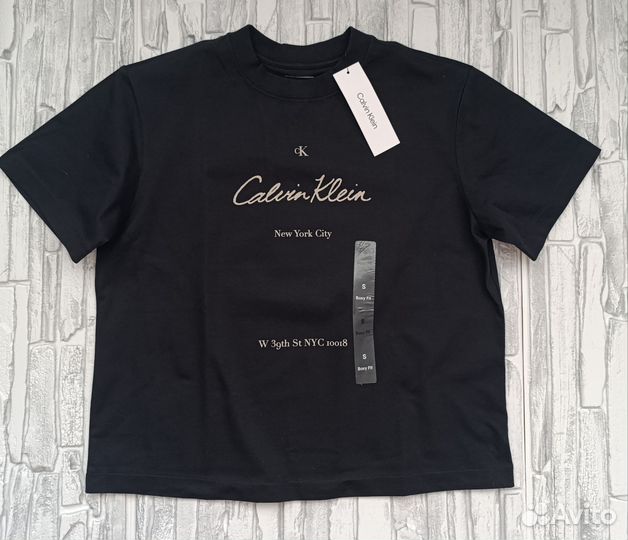 Calvin Klein
cK
Calvin Klein
New York City
S
Boxy Fit
S
Boxy Fit
S
Boxy Fit
W 39th St NYC 10018
Avito